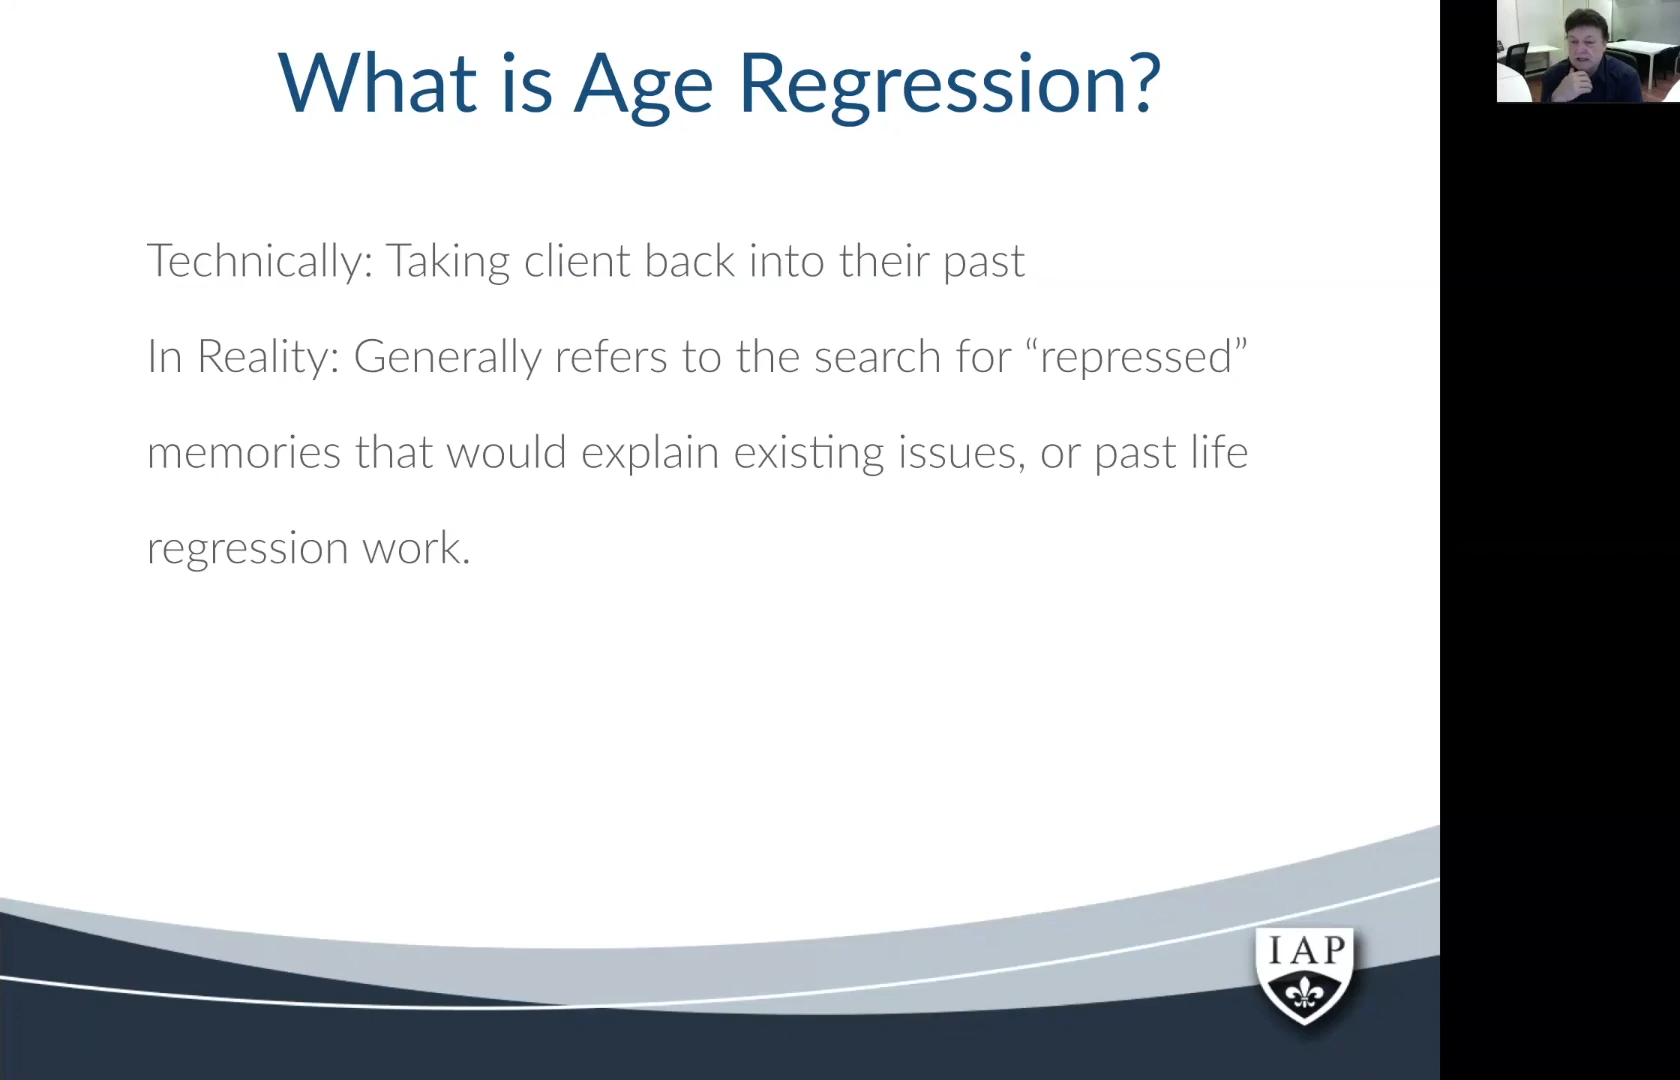 What is Age Regression?
Technically: Taking client back into their past
In Reality: Generally refers to the search for “repressed”
memories that would explain existing issues, or past life
regression work.
IAP